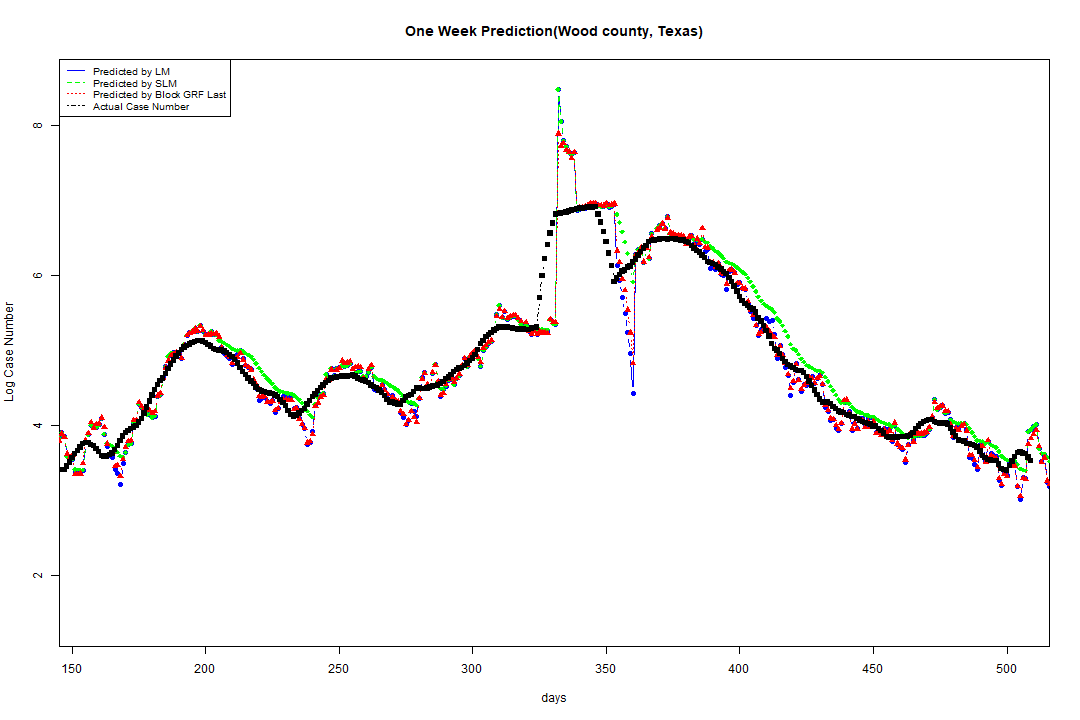 One Week Prediction(Wood county, Texas)
Predicted by LM
Predicted by SLM
Predicted by Block GRF Last
Actual Case Number
8
6
4
2
Log Case Number
150 200 250 300 350 400 450 500
days